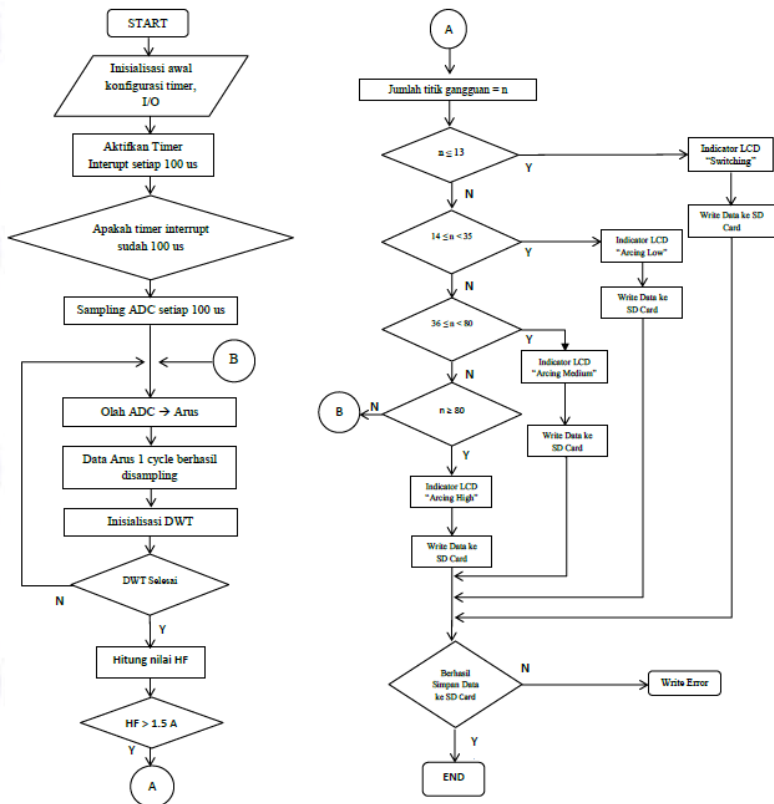 START
Inisialisasi awal
konfigurasi timer,
I/O
Aktifkan Timer
Interupt setiap 100 us
Apakah timer interrupt
sudah 100 us
Sampling ADC setiap 100 us
B
Olah ADC → Arus
Data Arus 1 cycle berhasil
disampling
Inisialisasi DWT
DWT Selesai
N
Y
Hitung nilai HF
HF > 1.5 A
Y
A
A
Jumlah titik gangguan = n
n ≤ 13
Y
N
Indicator LCD
"Switching"
Write Data ke SD
Card
14 ≤ n < 35
Y
N
Indicator LCD
"Arcing Low"
Write Data ke
SD Card
36 ≤ n < 80
Y
N
Indicator LCD
"Arcing Medium"
Write Data ke
SD Card
B
N
n ≥ 80
Y
Indicator LCD
"Arcing High"
Write Data ke
SD Card
Berhasil
Simpan Data
ke SD Card
N
Write Error
Y
END